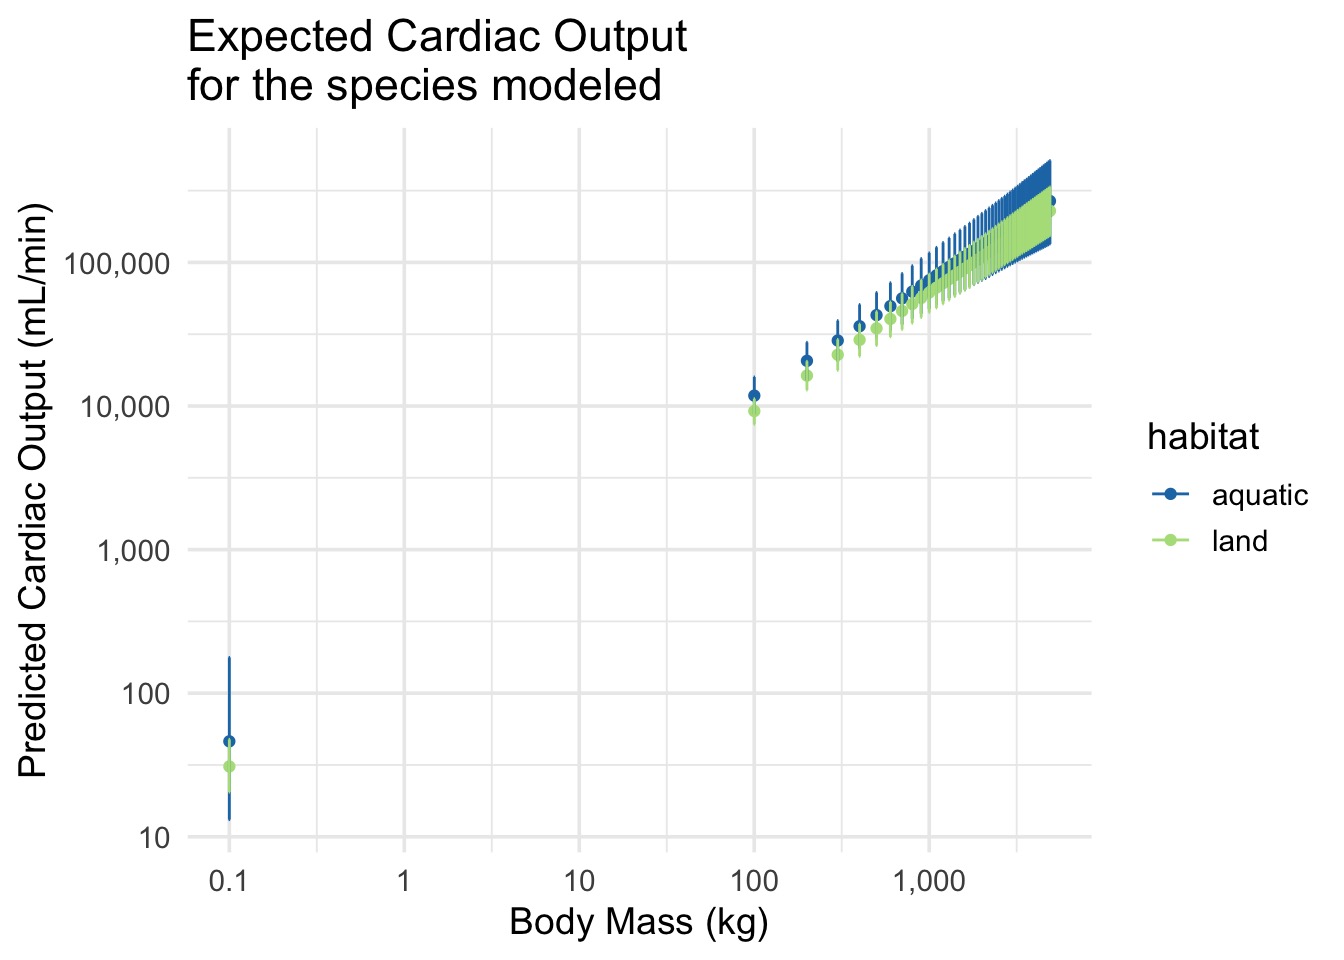 Expected Cardiac Output
for the species modeled
Predicted Cardiac Output (mL/min)
100,000
10,000
1,000
100
10
0.1
1
10
100
1,000
Body Mass (kg)
habitat
aquatic
land